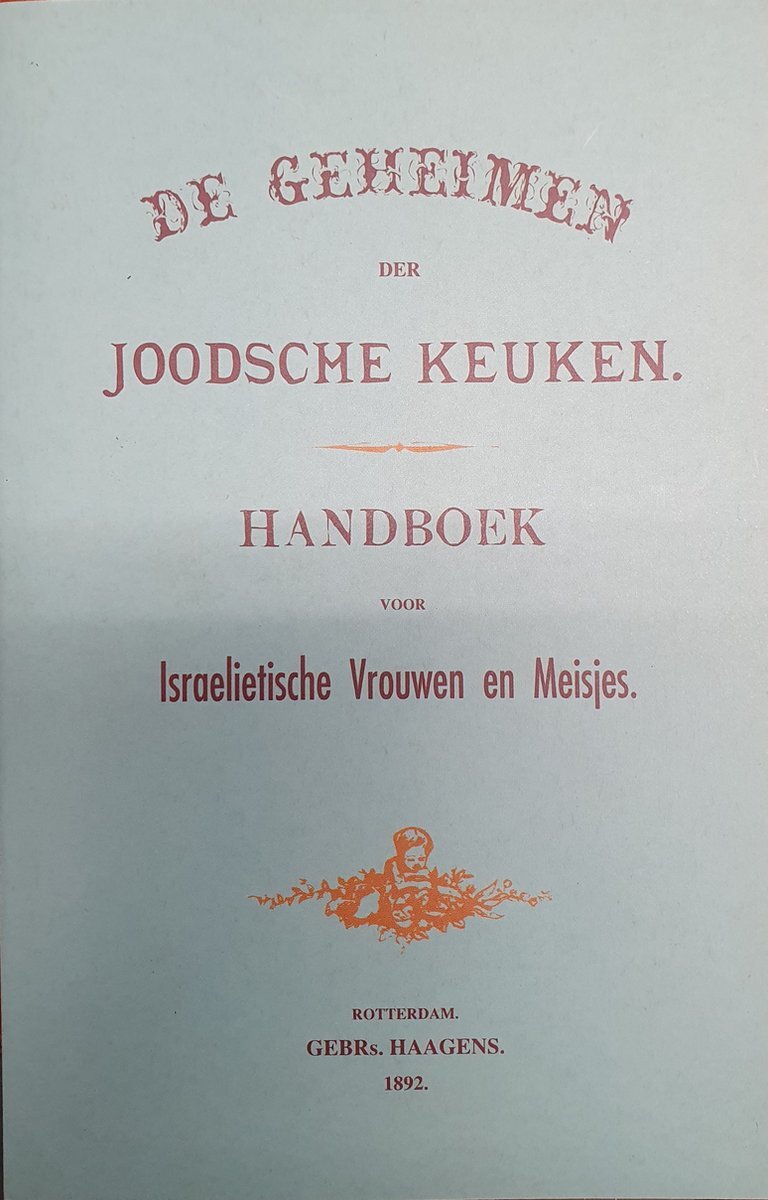 DE GEHEIMEN
DER
JOODSCHE KEUKEN.
HANDBOEK
VOOR
Israelietische Vrouwen en Meisjes.
ROTTERDAM.
GEBRs. HAAGENS.
1892.